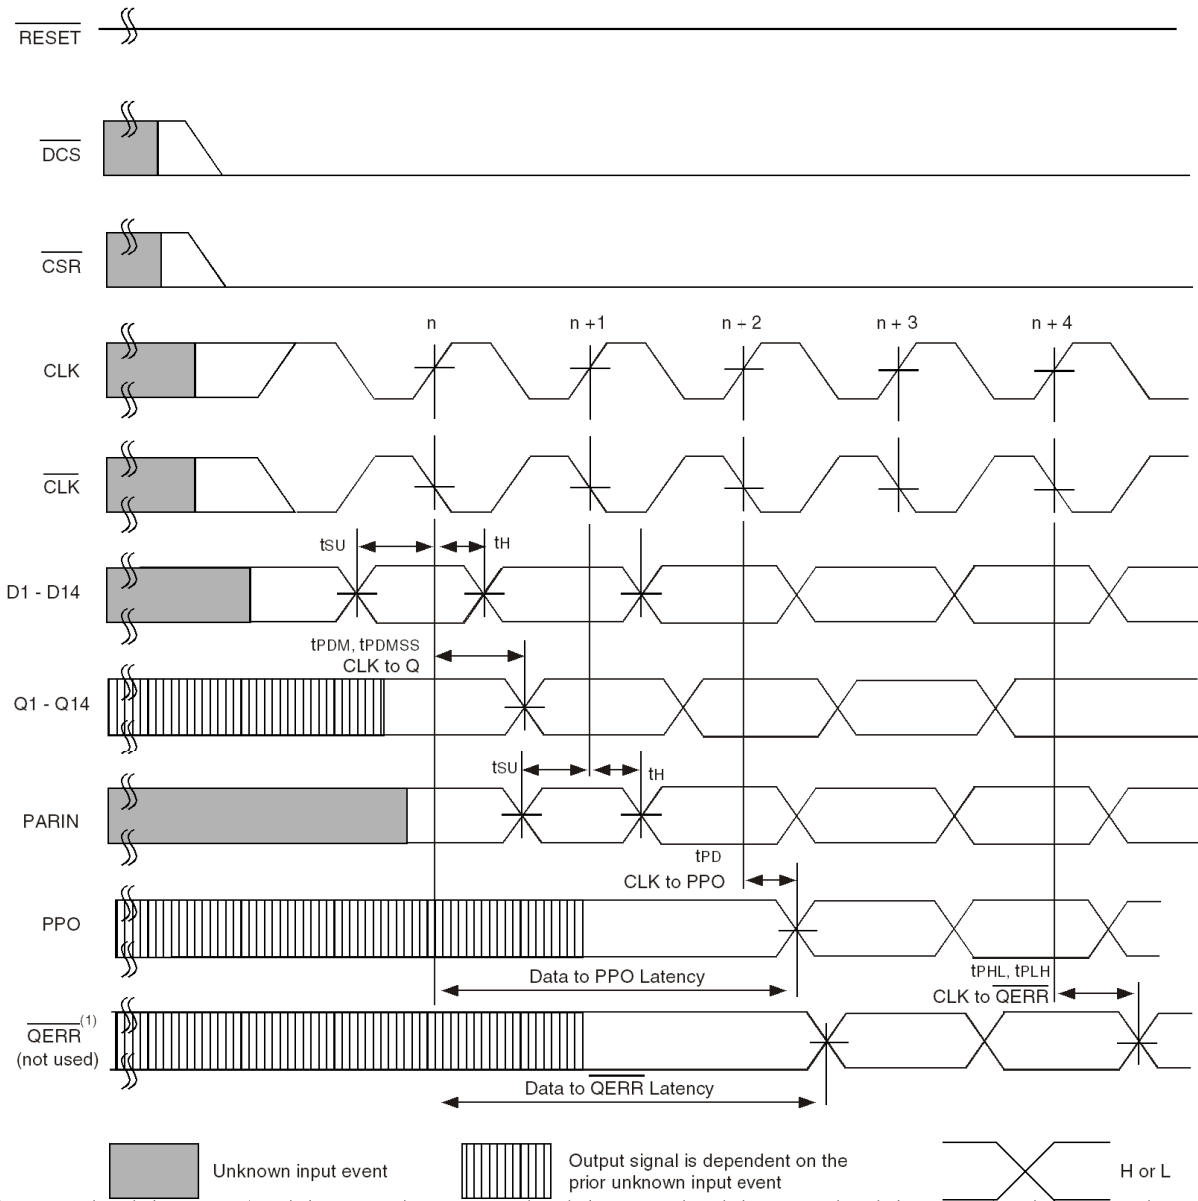 RESET
DCS
CSR
n n +1 n + 2 n + 3 n + 4
CLK
CLK
tSU tH
D1 - D14
tPDM, tPDMSS
CLK to Q
Q1 - Q14
tSU tH
PARIN
tPD
CLK to PPO
PPO
Data to PPO Latency
tPHL, tPLH
CLK to QERR
QERR(1)
(not used)
Data to QERR Latency
Unknown input event
Output signal is dependent on the
prior unknown input event
H or L